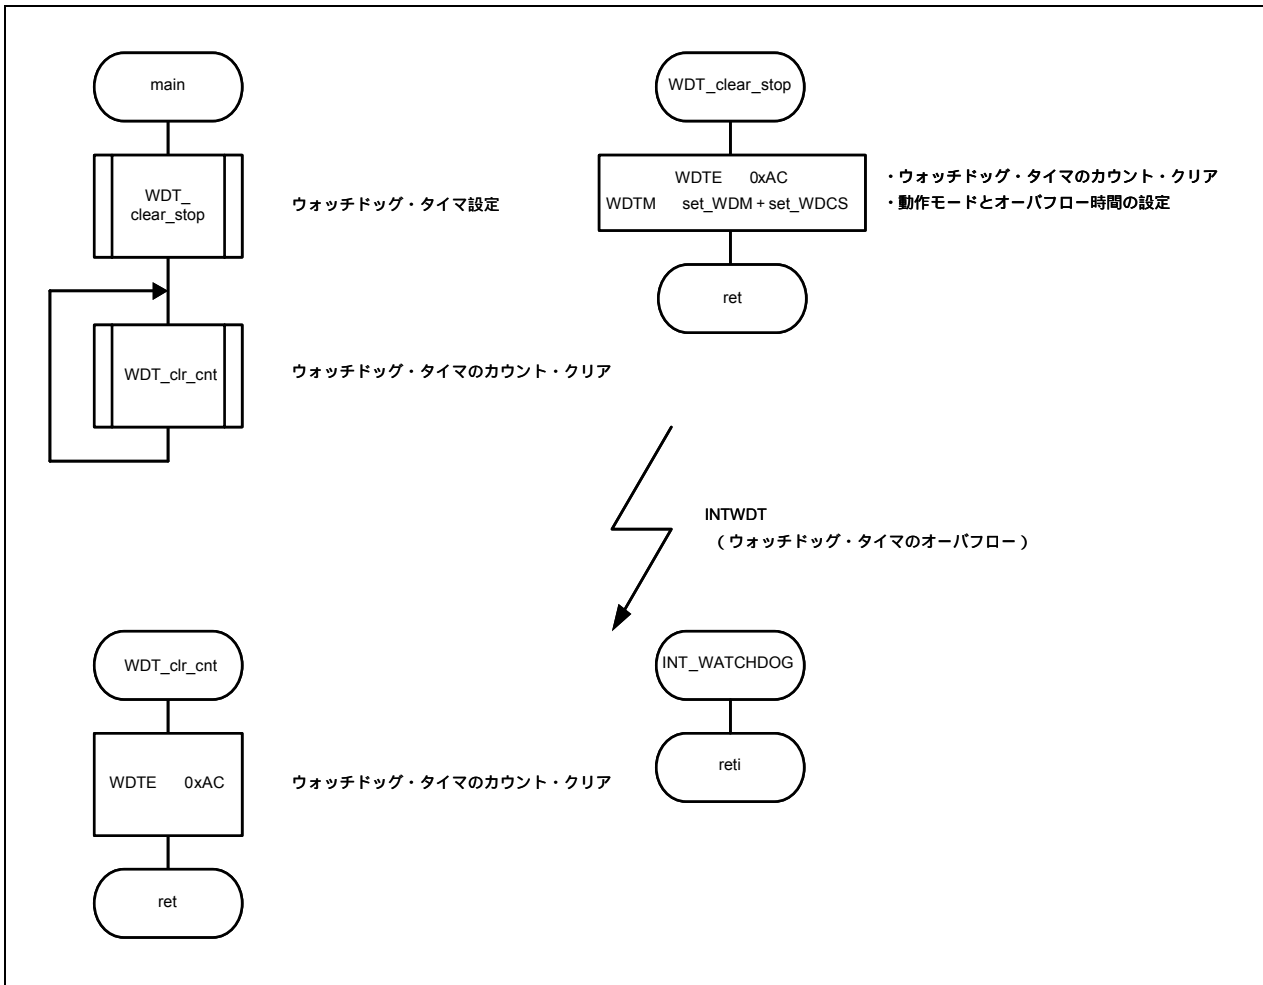 main
WDT_
clear_stop
ウォッチドッグ・タイマ設定
WDT_clr_cnt
ウォッチドッグ・タイマのカウント・クリア
WDT_clear_stop
WDTE 0xAC
WDTM set_WDM + set_WDCS
・ウォッチドッグ・タイマのカウント・クリア
・動作モードとオーバフロー時間の設定
ret
INTWDT
（ウォッチドッグ・タイマのオーバフロー）
WDT_clr_cnt
WDTE 0xAC
ウォッチドッグ・タイマのカウント・クリア
ret
INT_WATCHDOG
reti